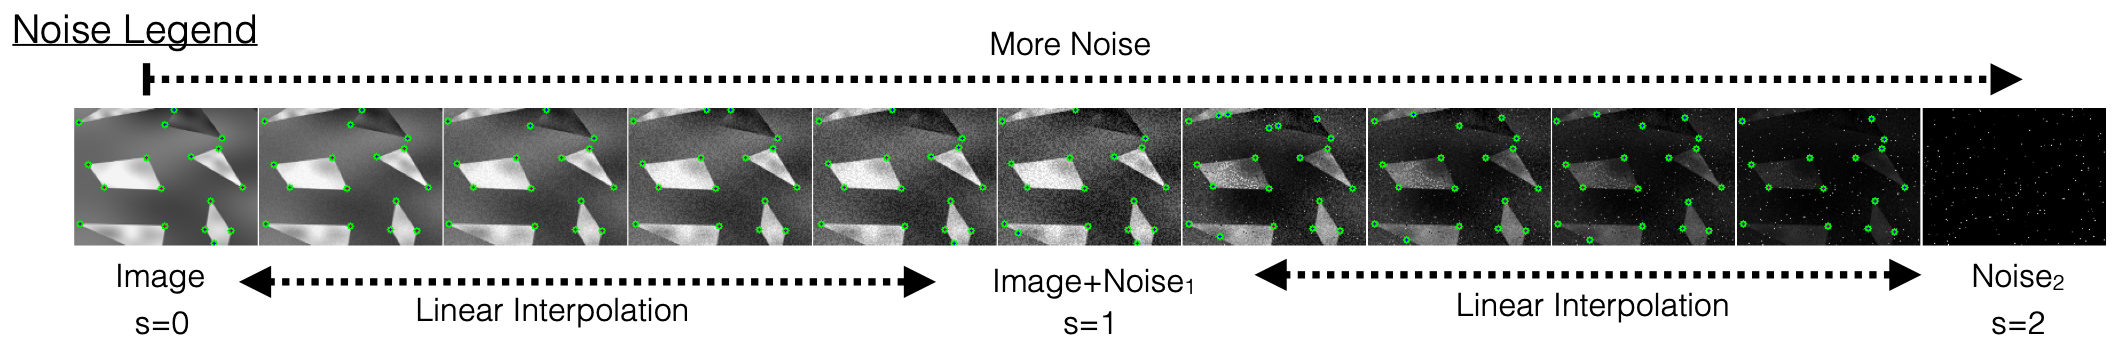 Noise Legend
More Noise
Image
s=0
Linear Interpolation
Image+Noise₁
s=1
Linear Interpolation
Noise₂
s=2